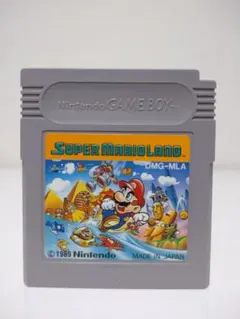 Nintendo GAME BOY
SUPER MARIO LAND
DMG-MLA
© 1989 Nintendo MADE IN JAPAN